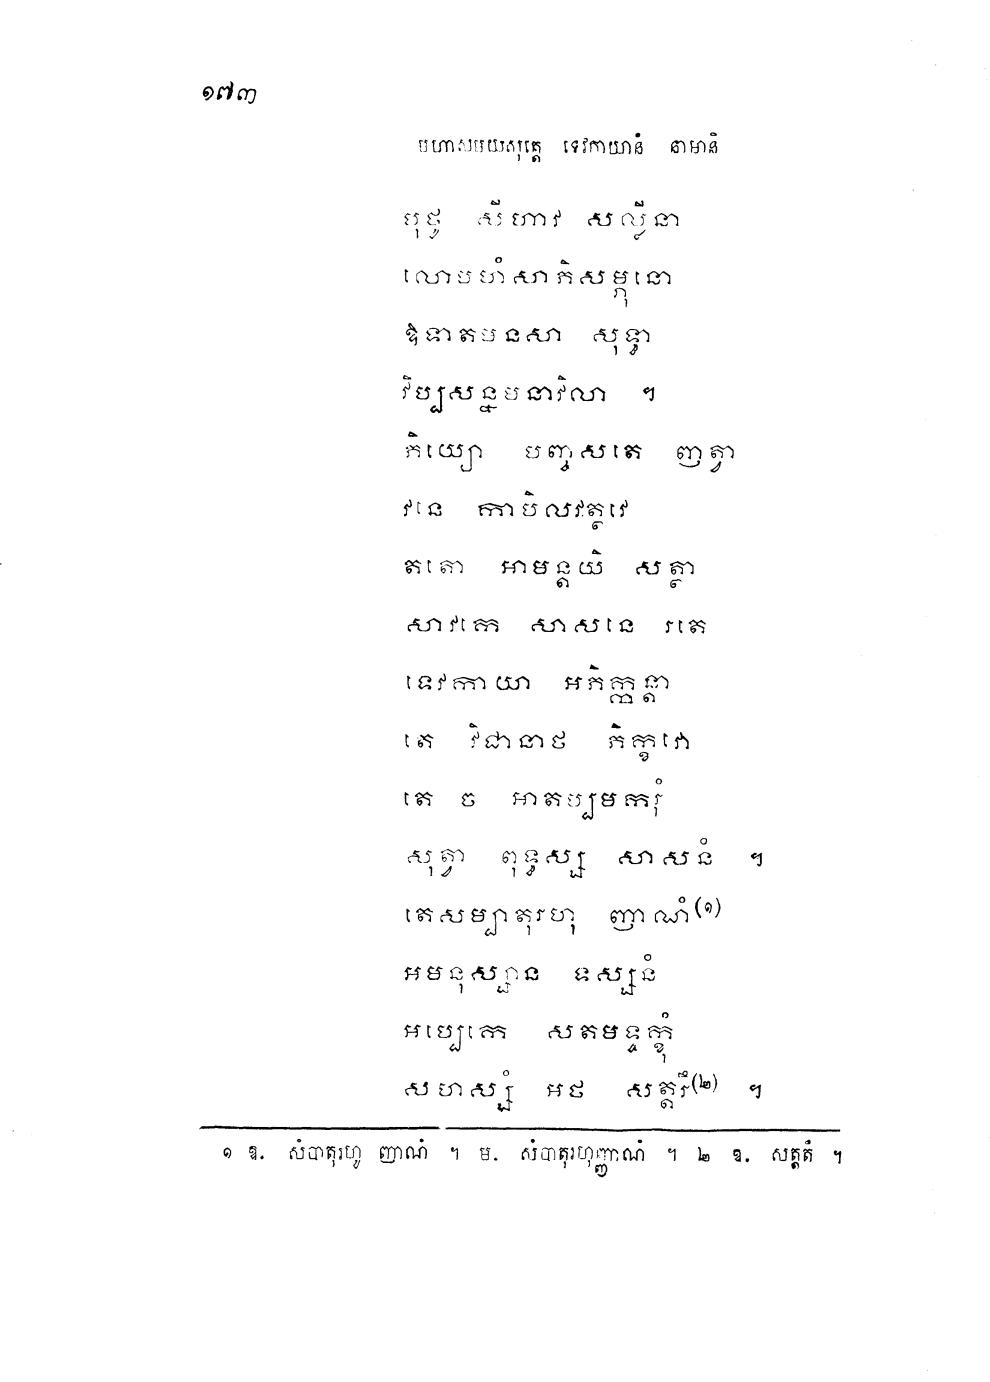 ១៧៣
មហាសមយសុត្តេ ទេវកាយានំ នាមានិ
បុថូ សីហាវ សល្លីនា
លោមហំសាភិសម្ភុនោ
ឱទាតមនសា សុទ្ធា
វិប្បសន្នមនាវិលា ។
ភិយ្យោ បញ្ចសតេ ញត្វា
វនេ កាបិលវត្ថវេ
តតោ អាមន្តយិ សត្ថា
សាវកេ សាសនេ រតេ
ទេវកាយា អភិក្កន្តា
តេ វិជានាថ ភិក្ខវោ
តេ ច អាតប្បមករុំ
សុត្វា ពុទ្ធស្ស សាសនំ ។
តេសម្បាតុរហុ ញាណំ(១)
អមនុស្សាន ទស្សនំ
អប្បេកេ សតមទ្ទក្ខុំ
សហស្សំ អថ សត្តរឹ(២) ។
១ ឱ. សំបាតុរហូ ញាណំ ។ ម. សំបាតុរហុញ្ញាណំ ។ ២ ឱ. សត្តតឹ ។